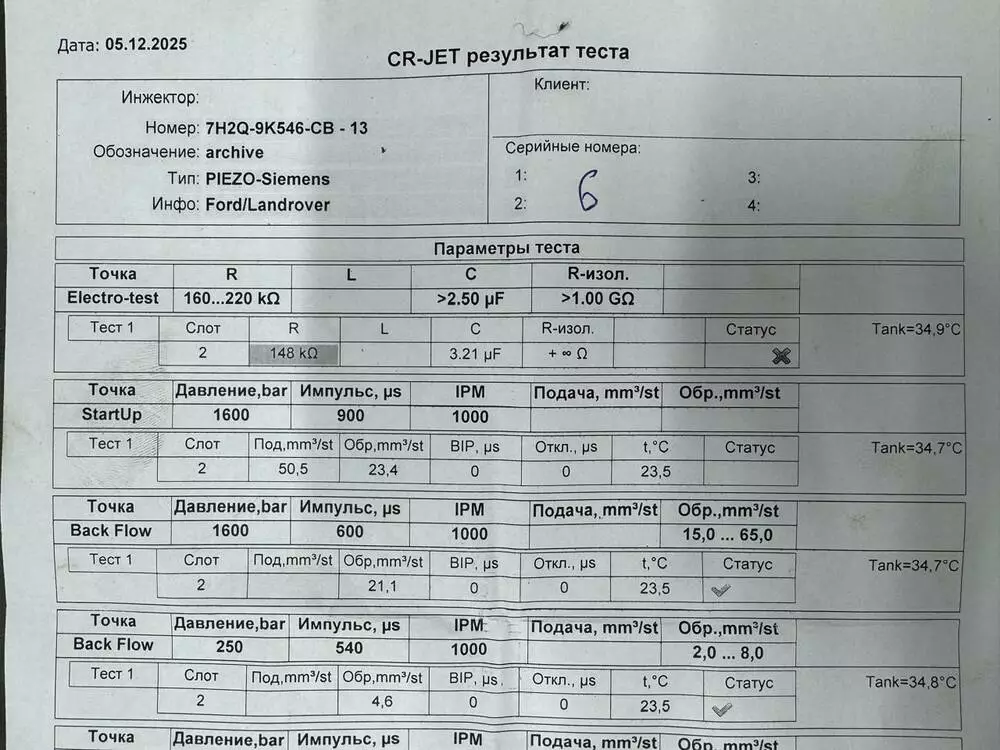 Дата: 05.12.2025
CR-JET результат теста
Инжектор:
Номер: 7H2Q-9K546-CB - 13
Обозначение: archive
Тип: PIEZO-Siemens
Инфо: Ford/Landrover
Клиент:
Серийные номера:
1: 3:
2: 6 4:
Параметры теста
Точка R L C R-изол.
Electro-test 160...220 kΩ >2.50 µF >1.00 GΩ
Тест 1 Слот R L C R-изол. Статус Tank=34,9°C
2 148 kΩ 3.21 µF + ∞ Ω
Точка Давление,bar Импульс, µs IPM Подача, mm³/st Обр.,mm³/st
StartUp 1600 900 1000
Тест 1 Слот Под,mm³/st Обр,mm³/st BIP, µs Откл., µs t,°C Статус Tank=34,7°C
2 50,5 23,4 0 0 23,5
Точка Давление,bar Импульс, µs IPM Подача, mm³/st Обр.,mm³/st
Back Flow 1600 600 1000 15,0 ... 65,0
Тест 1 Слот Под,mm³/st Обр,mm³/st BIP, µs Откл., µs t,°C Статус Tank=34,7°C
2 21,1 0 0 23,5
Точка Давление,bar Импульс, µs IPM Подача, mm³/st Обр.,mm³/st
Back Flow 250 540 1000 2,0 ... 8,0
Тест 1 Слот Под,mm³/st Обр,mm³/st BIP, µs Откл., µs t,°C Статус Tank=34,8°C
2 4,6 0 0 23,5
Точка Давление,bar Импульс, µs IPM Подача, mm³/st Обр.,mm³/st